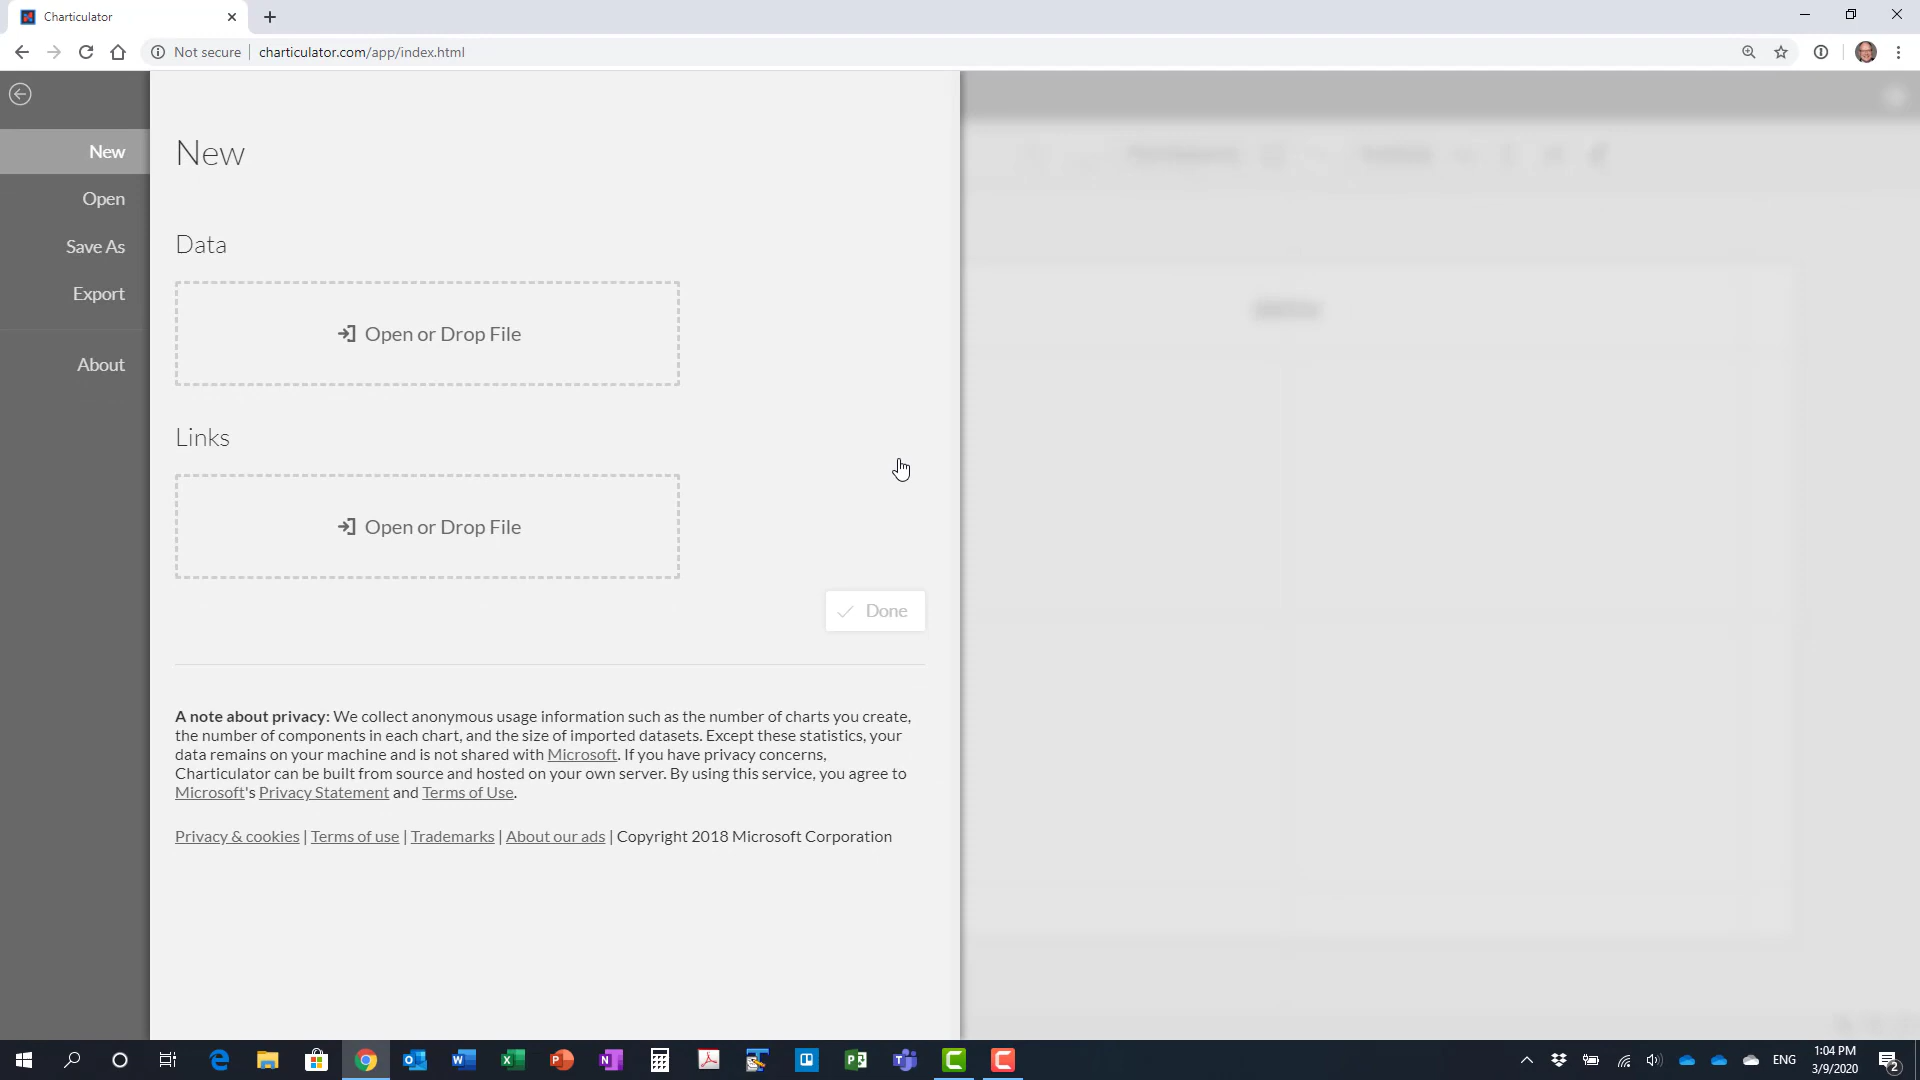 Charticulator
Not secure charticulator.com/app/index.html
New
Open
Save As
Export
About
New
Data
Open or Drop File
Links
Open or Drop File
Done
A note about privacy: We collect anonymous usage information such as the number of charts you create,
the number of components in each chart, and the size of imported datasets. Except these statistics, your
data remains on your machine and is not shared with Microsoft. If you have privacy concerns,
Charticulator can be built from source and hosted on your own server. By using this service, you agree to
Microsoft's Privacy Statement and Terms of Use.
Privacy & cookies | Terms of use | Trademarks | About our ads | Copyright 2018 Microsoft Corporation
ENG
1:04 PM
3/9/2020
2